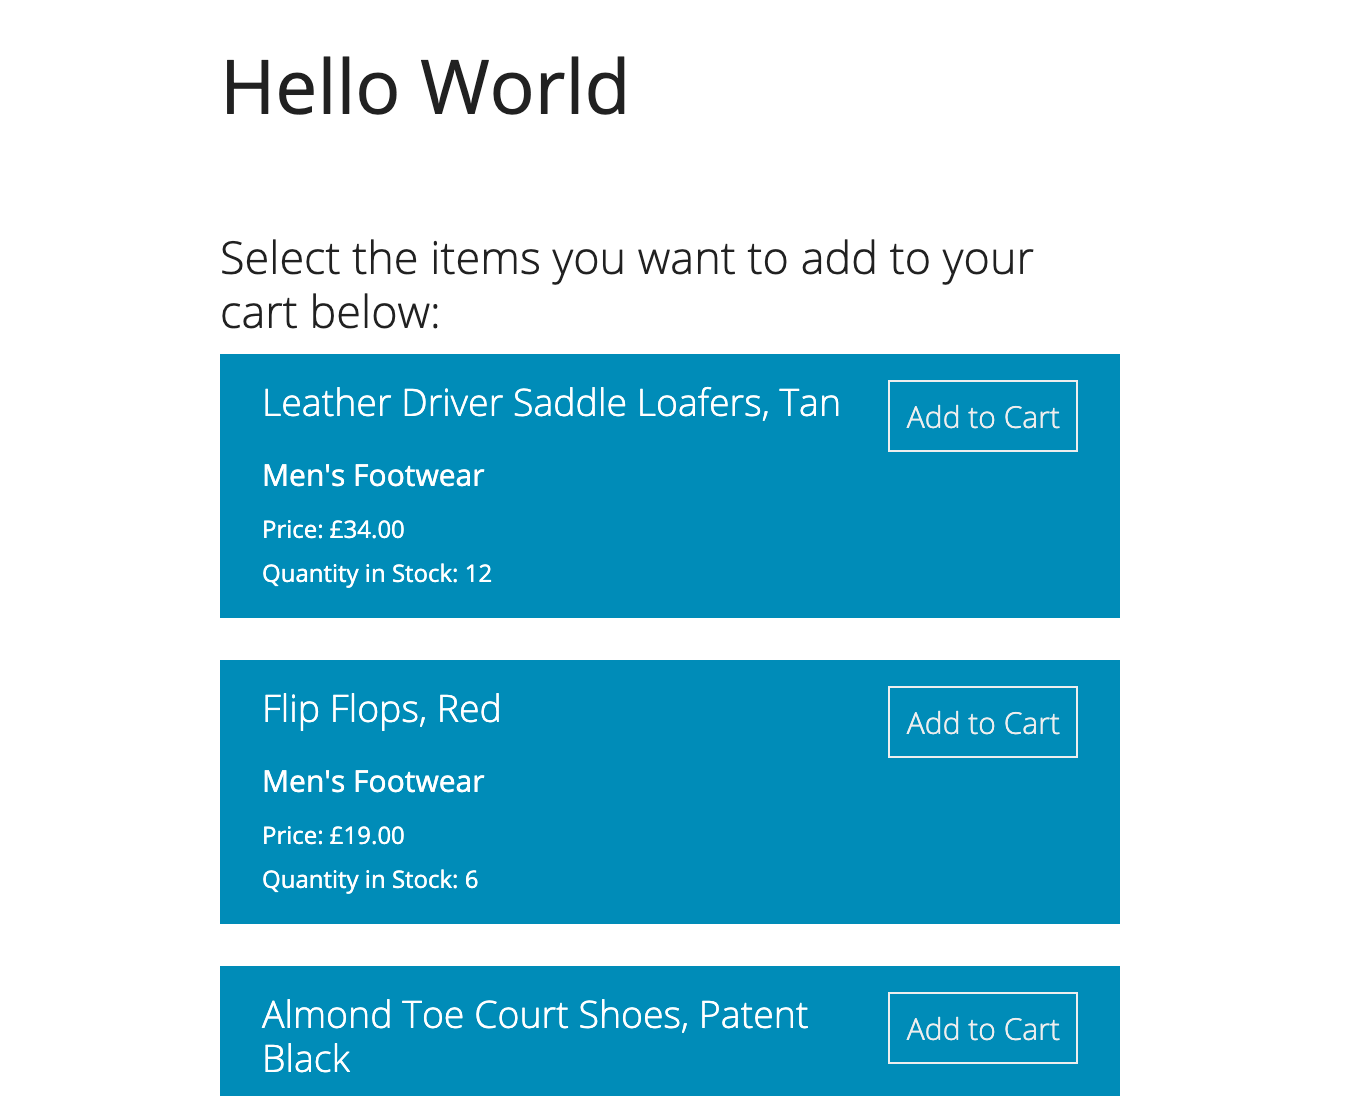 Hello World
Select the items you want to add to your
cart below:
Leather Driver Saddle Loafers, Tan
Add to Cart
Men's Footwear
Price: £34.00
Quantity in Stock: 12
Flip Flops, Red
Add to Cart
Men's Footwear
Price: £19.00
Quantity in Stock: 6
Almond Toe Court Shoes, Patent
Black
Add to Cart